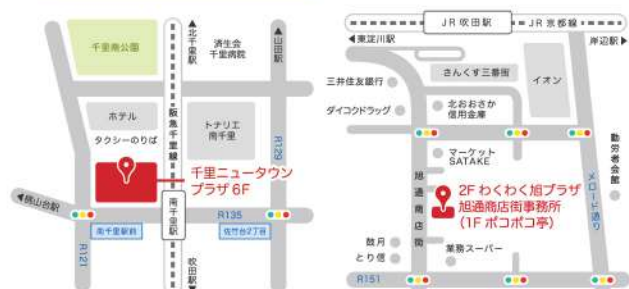 千里南公園
▲北千里駅
済生会
千里病院
▲山田駅
ホテル
タクシーのりば
阪急千里線
トナリエ
南千里
R129
千里ニュータウン
プラザ 6F
◀桃山台駅
南千里駅
R135
南千里駅前
佐竹台2丁目
R121
吹田駅▼
JR吹田駅
JR京都線
◀東淀川駅
岸辺駅▶
三井住友銀行
さんくす三番街
イオン
ダイコクドラッグ
北おおさか
信用金庫
マーケット
SATAKE
勤労者会館
旭通商店街
メロード通り
2F わくわく旭プラザ
旭通商店街事務所
(1F ポコポコ亭)
鼓月
とり信
業務スーパー
R151